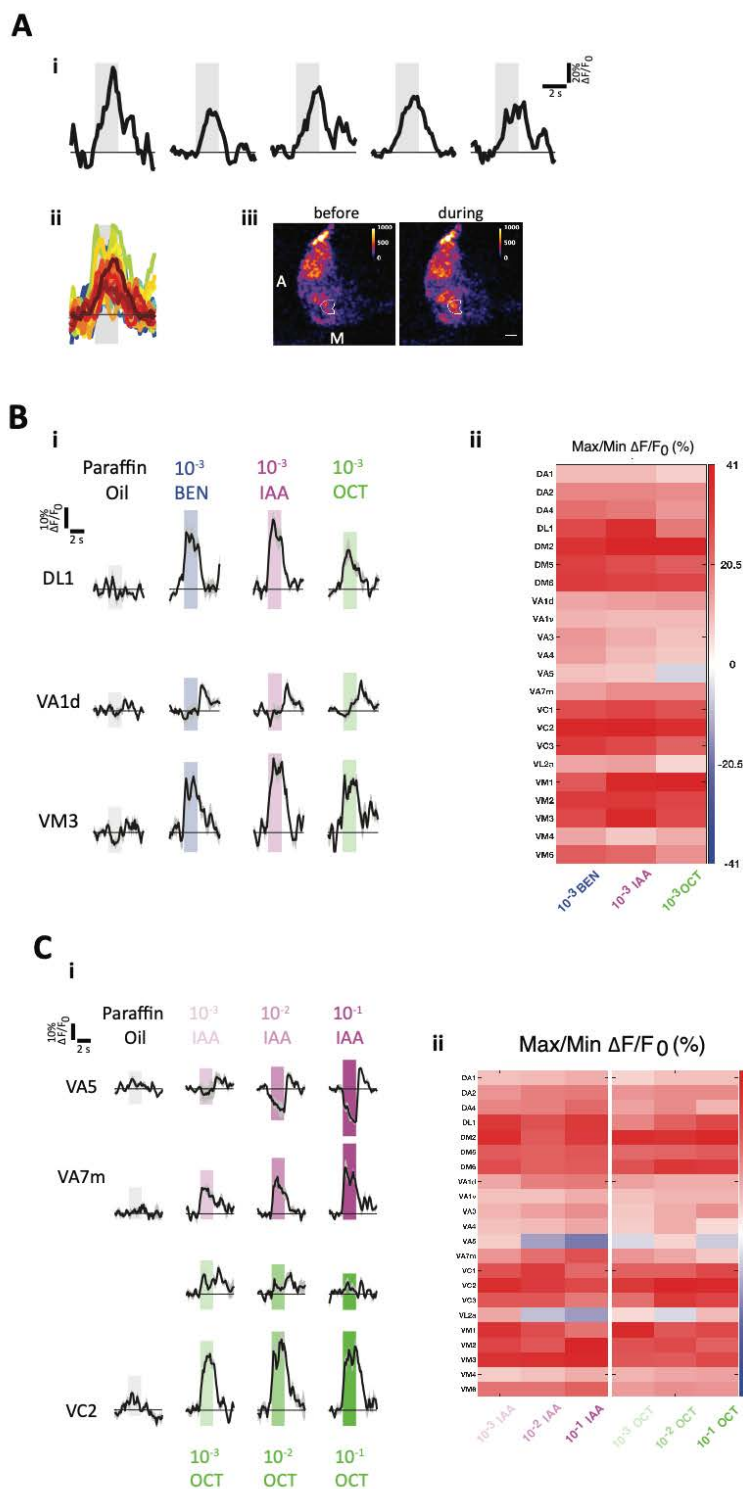 A
i
20%
ΔF/F0
2 s
ii
iii
before
during
1000
500
0
1000
500
0
A
M
B
i
Paraffin Oil
10-3 BEN
10-3 IAA
10-3 OCT
10%
ΔF/F0
2 s
DL1
VA1d
VM3
ii
Max/Min ΔF/F0 (%)
DA1
DA2
DA4
DL1
DM2
DM5
DM6
VA1d
VA1v
VA3
VA4
VA5
VA7m
VC1
VC2
VC3
VL2a
VM1
VM2
VM3
VM4
VM6
41
20.5
0
-20.5
-41
10-3 BEN
10-3 IAA
10-3 OCT
C
i
Paraffin Oil
10-3 IAA
10-2 IAA
10-1 IAA
10%
ΔF/F0
2 s
VA5
VA7m
VC2
10-3 OCT
10-2 OCT
10-1 OCT
ii
Max/Min ΔF/F0 (%)
DA1
DA2
DA4
DL1
DM2
DM5
DM6
VA1d
VA1v
VA3
VA4
VA5
VA7m
VC1
VC2
VC3
VL2a
VM1
VM2
VM3
VM4
VM6
10-3 IAA
10-2 IAA
10-1 IAA
10-3 OCT
10-2 OCT
10-1 OCT